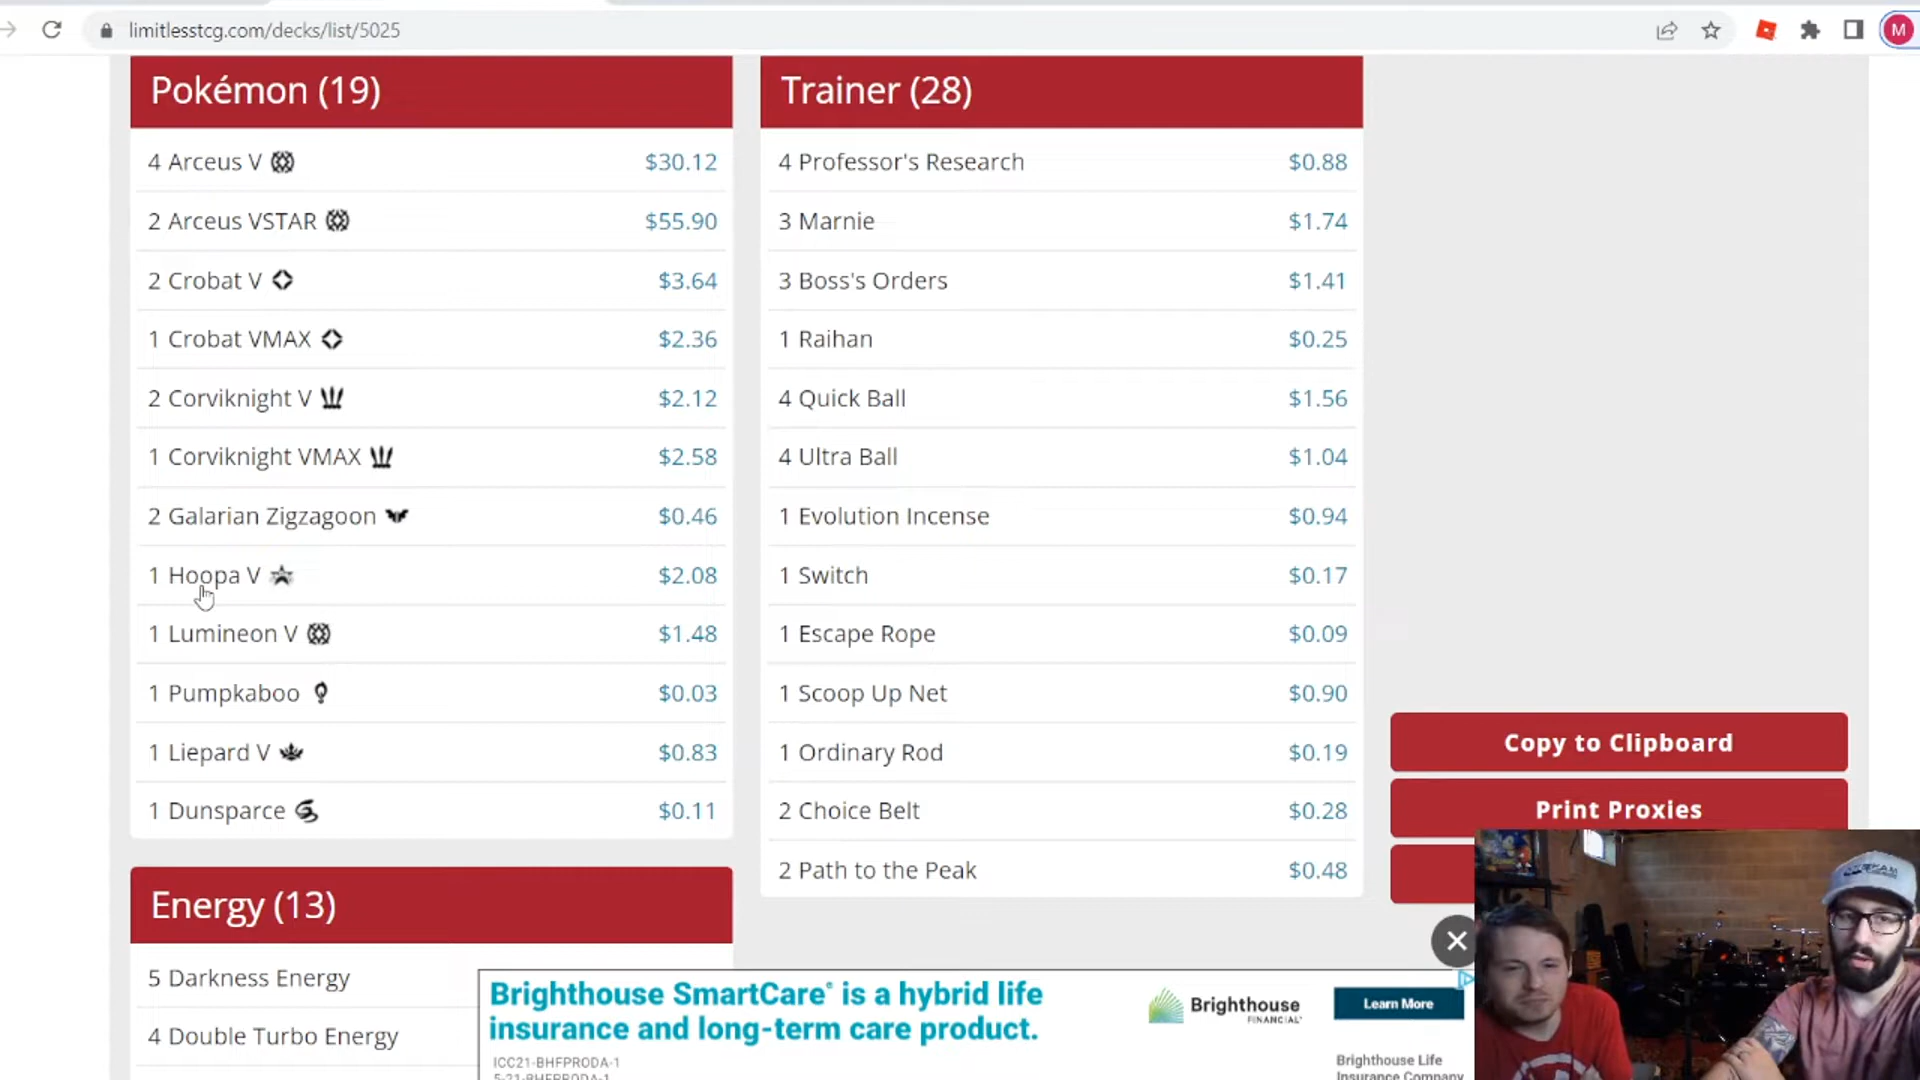 limitlesstcg.com/decks/list/5025
M
Pokémon (19)
4 Arceus V $30.12
2 Arceus VSTAR $55.90
2 Crobat V $3.64
1 Crobat VMAX $2.36
2 Corviknight V $2.12
1 Corviknight VMAX $2.58
2 Galarian Zigzagoon $0.46
1 Hoopa V $2.08
1 Lumineon V $1.48
1 Pumpkaboo $0.03
1 Liepard V $0.83
1 Dunsparce $0.11
Energy (13)
5 Darkness Energy
4 Double Turbo Energy
Trainer (28)
4 Professor's Research $0.88
3 Marnie $1.74
3 Boss's Orders $1.41
1 Raihan $0.25
4 Quick Ball $1.56
4 Ultra Ball $1.04
1 Evolution Incense $0.94
1 Switch $0.17
1 Escape Rope $0.09
1 Scoop Up Net $0.90
1 Ordinary Rod $0.19
2 Choice Belt $0.28
2 Path to the Peak $0.48
Copy to Clipboard
Print Proxies
Brighthouse SmartCare® is a hybrid life
insurance and long-term care product.
ICC21-BHFPRODA-1
5-21-BHFPRODA-1
Brighthouse
FINANCIAL
Learn More
Brighthouse Life
Insurance Company